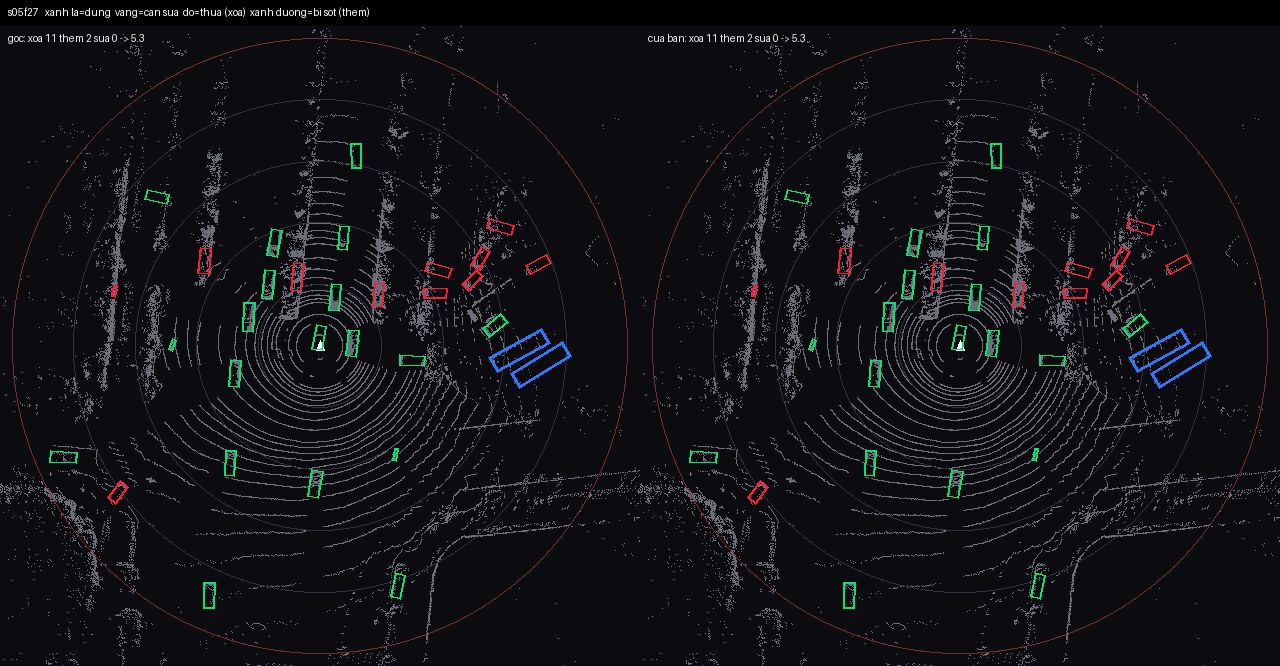 s05f27 xanh la=dung vang=can sua do=thua (xoa) xanh duong=bi sot (them)
goc: xoa 11 them 2 sua 0 -> 5.3
cua ban: xoa 11 them 2 sua 0 -> 5.3